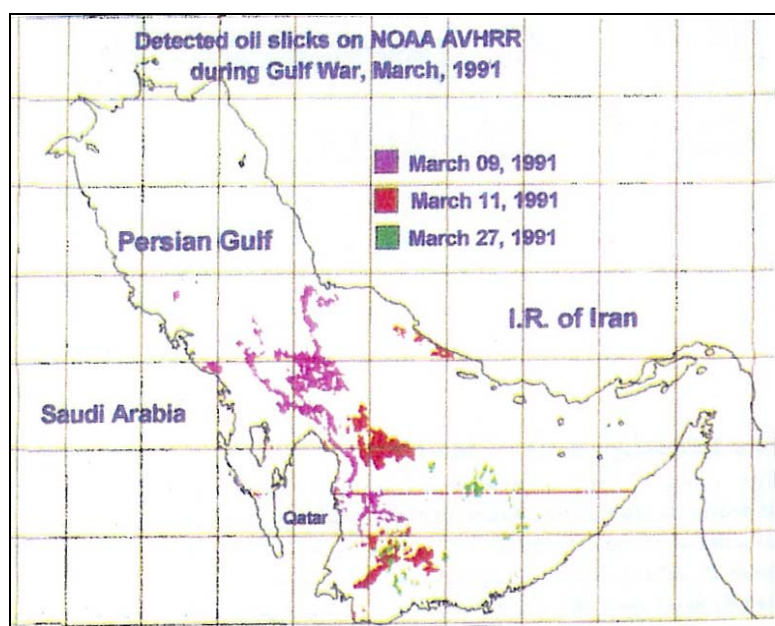 Detected oil slicks on NOAA AVHRR
during Gulf War, March, 1991
March 09, 1991
March 11, 1991
March 27, 1991
Persian Gulf
I.R. of Iran
Saudi Arabia
Qatar